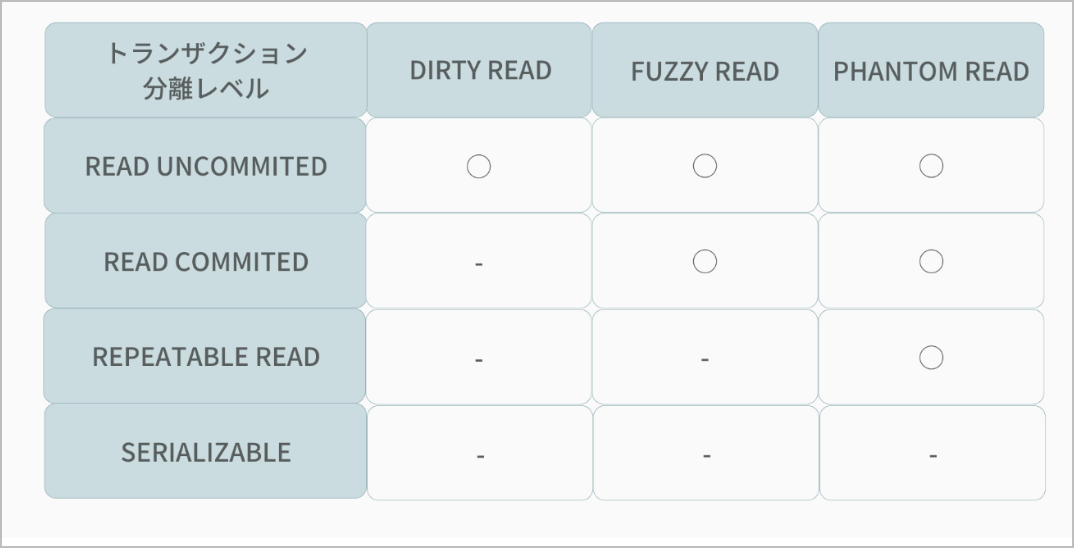 トランザクション
分離レベル
DIRTY READ
FUZZY READ
PHANTOM READ
READ UNCOMMITED
○
○
○
READ COMMITED
-
○
○
REPEATABLE READ
-
-
○
SERIALIZABLE
-
-
-